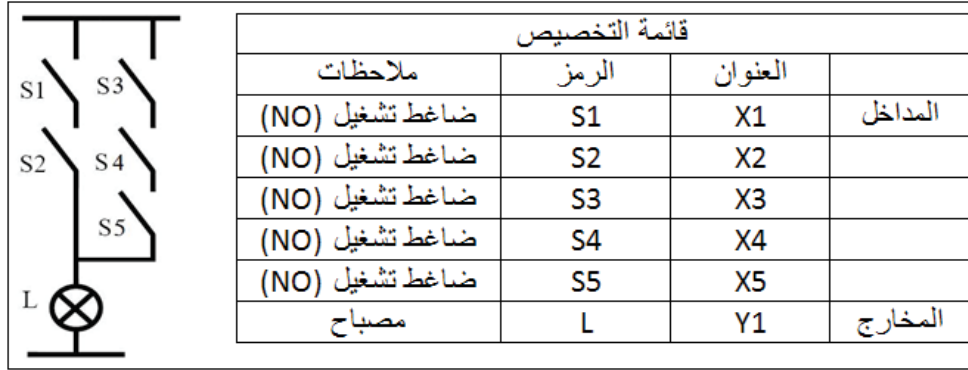 S1
S3
S2
S4
S5
L
قائمة التخصيص
العنوان الرمز ملاحظات
المداخل X1 S1 ضاغط تشغيل (NO)
X2 S2 ضاغط تشغيل (NO)
X3 S3 ضاغط تشغيل (NO)
X4 S4 ضاغط تشغيل (NO)
X5 S5 ضاغط تشغيل (NO)
المخارج Y1 L مصباح